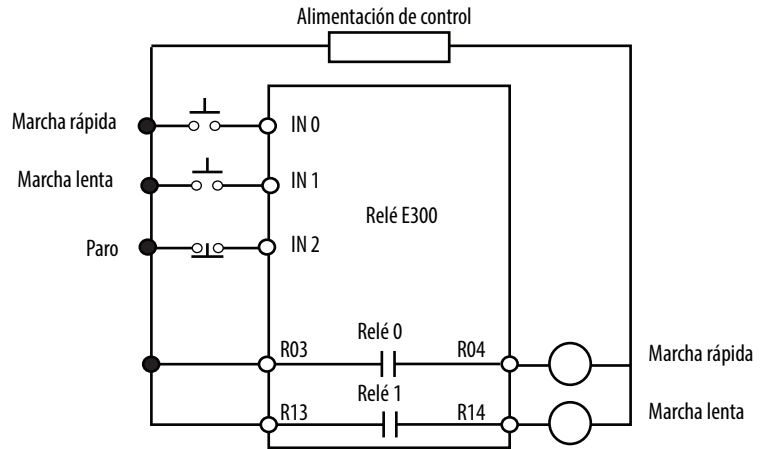 Alimentación de control
Marcha rápida
IN 0
Marcha lenta
IN 1
Relé E300
Paro
IN 2
Relé 0
R03
R04
Marcha rápida
Relé 1
R13
R14
Marcha lenta